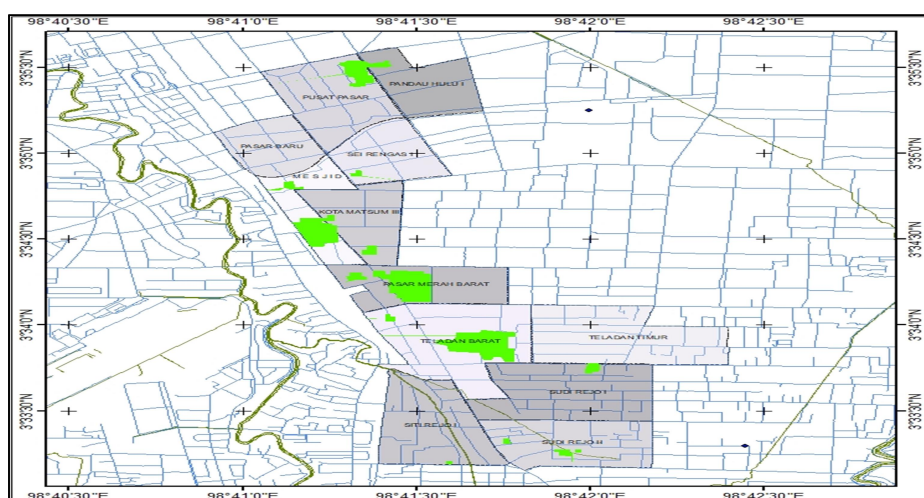 98°40'30"E 98°41'0"E 98°41'30"E 98°42'0"E 98°42'30"E
3°35'30"N 3°35'30"N
PANDAU HULU I
PUSAT PASAR
PASAR BARU
SEI RENGAS I
3°35'0"N 3°35'0"N
MESJID
KOTA MATSUM III
3°34'30"N 3°34'30"N
PASAR MERAH BARAT
3°34'0"N 3°34'0"N
TELADAN BARAT TELADAN TIMUR
SUDI REJO I
3°33'30"N 3°33'30"N
SITI REJO I
SUDI REJO II
98°40'30"E 98°41'0"E 98°41'30"E 98°42'0"E 98°42'30"E